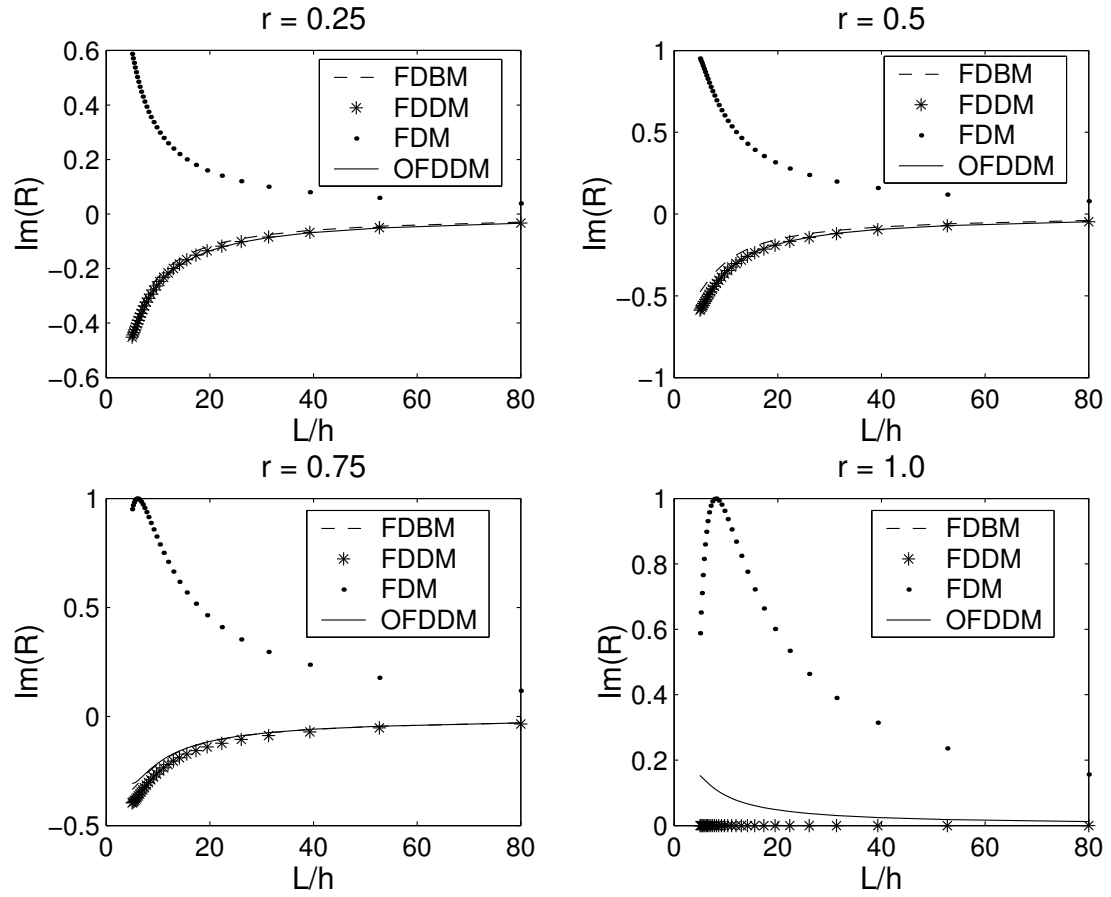 r = 0.25
0.6
0.4
0.2
0
−0.2
−0.4
−0.6
Im(R)
0 20 40 60 80
L/h
FDBM
FDDM
FDM
OFDDM
r = 0.5
1
0.5
0
−0.5
−1
Im(R)
0 20 40 60 80
L/h
FDBM
FDDM
FDM
OFDDM
r = 0.75
1
0.5
0
−0.5
Im(R)
0 20 40 60 80
L/h
FDBM
FDDM
FDM
OFDDM
r = 1.0
1
0.8
0.6
0.4
0.2
0
Im(R)
0 20 40 60 80
L/h
FDBM
FDDM
FDM
OFDDM